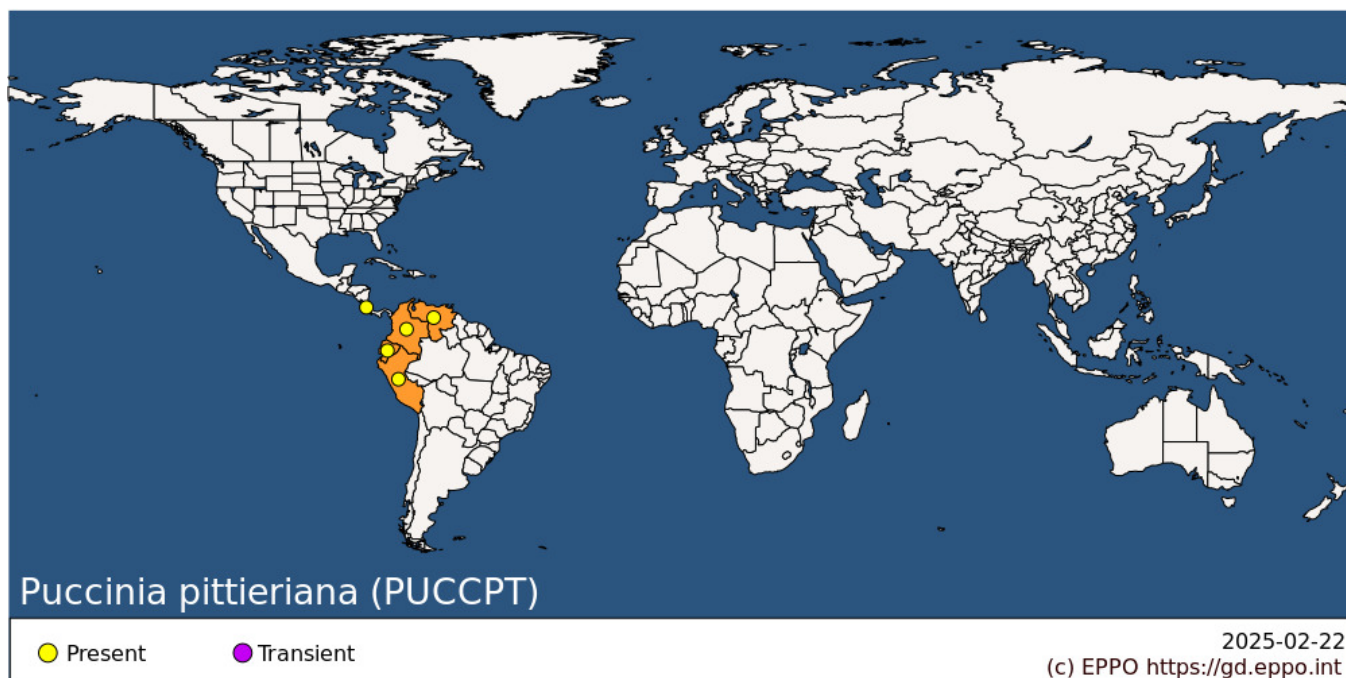 Puccinia pittieriana (PUCCPT)
Present
Transient
2025-02-22
(c) EPPO https://gd.eppo.int